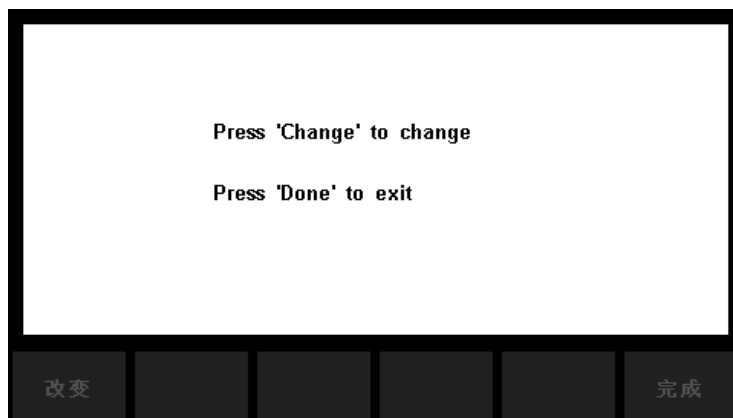 Press 'Change' to change
Press 'Done' to exit
改变
完成